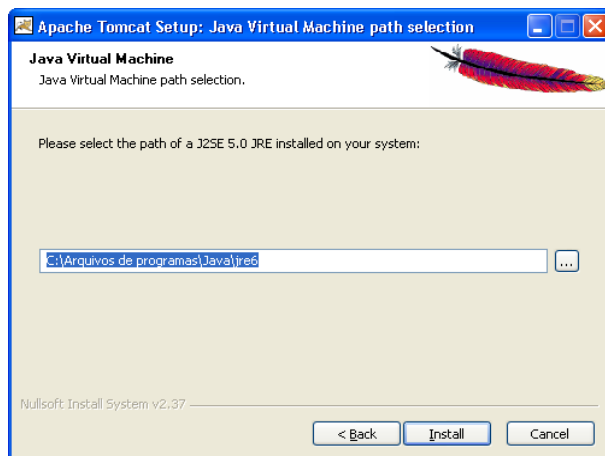 Apache Tomcat Setup: Java Virtual Machine path selection
Java Virtual Machine
Java Virtual Machine path selection.
Please select the path of a J2SE 5.0 JRE installed on your system:
C:\Arquivos de programas\Java\jre6
...
Nullsoft Install System v2.37
< Back
Install
Cancel